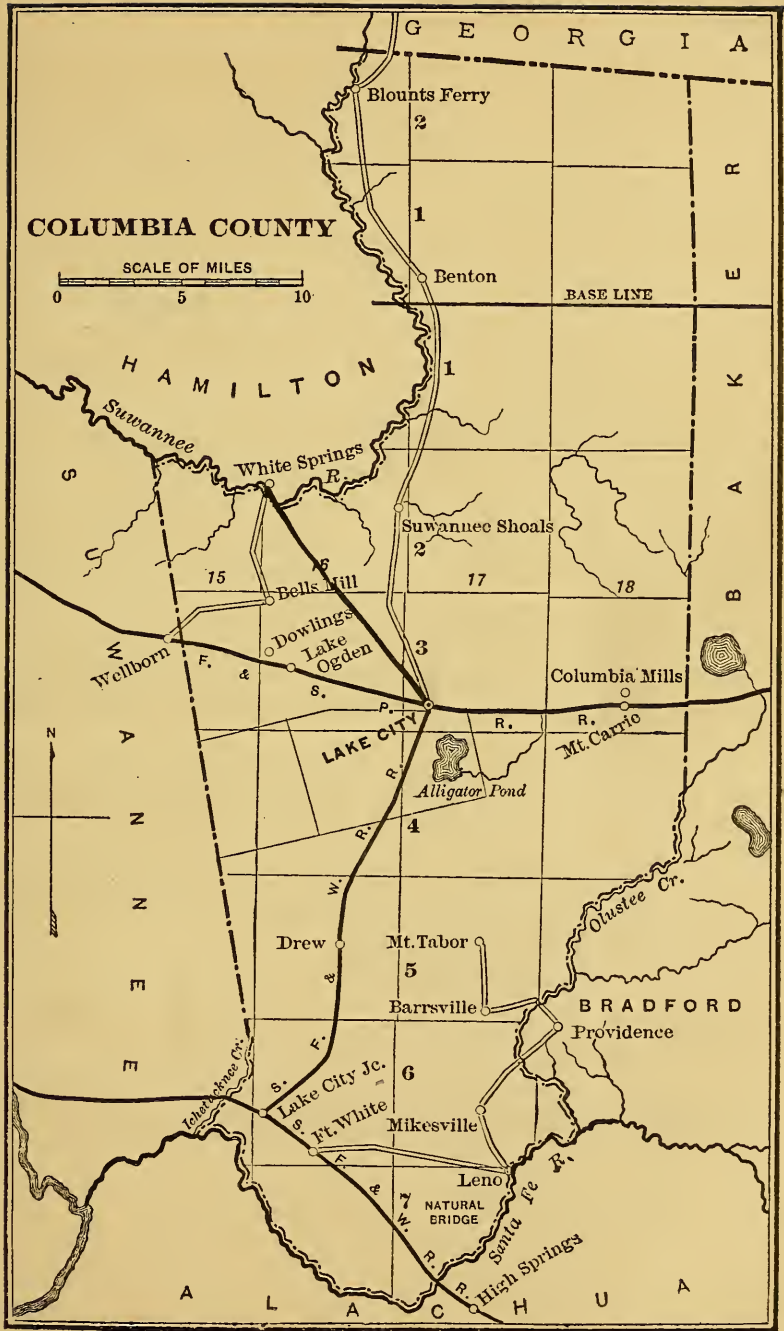 GEORGIA
Blounts Ferry
2
COLUMBIA COUNTY
SCALE OF MILES
0 5 10
1
Benton
BASE LINE
BAKER
HAMILTON
1
Suwannee R.
White Springs
Suwannee Shoals
2
15 16 17 18
Bells Mill
Dowlings
Lake Ogden
3
Wellborn
F. & P. R. R.
S.
Columbia Mills
Mt. Carrie
LAKE CITY
N
Alligator Pond
4
SUWANNEE
S. F. & W. R. R.
Olustee Cr.
Drew
Mt. Tabor
5
Barrsville
BRADFORD
Providence
Ichetucknee Cr.
6
Lake City Jc.
Ft. White
Mikesville
Leno
S. F. & W. R. R.
7
NATURAL
BRIDGE
Santa Fe R.
High Springs
ALACHUA